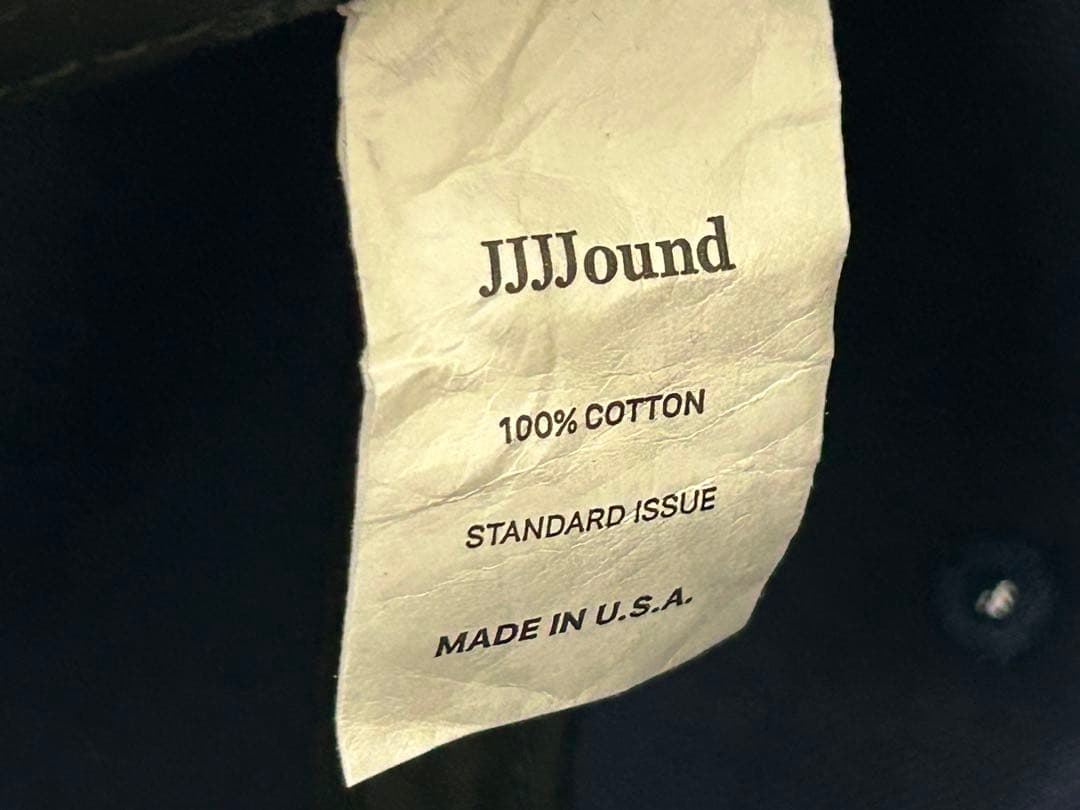 JJJJound
100% COTTON
STANDARD ISSUE
MADE IN U.S.A.